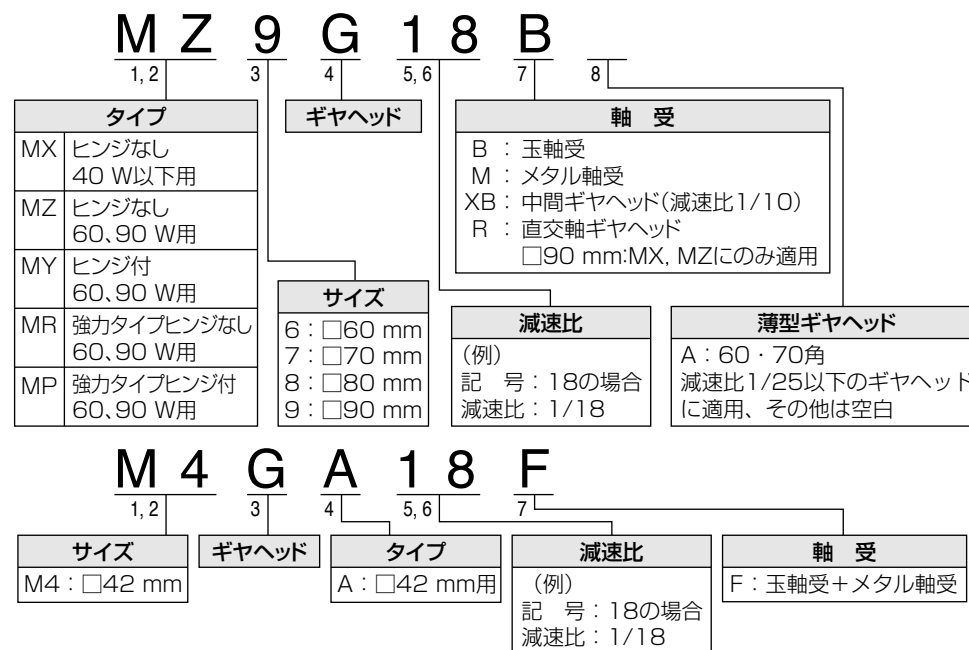 M Z 9 G 1 8 B
1, 2 3 4 5, 6 7 8
タイプ
MX ヒンジなし
40 W以下用
MZ ヒンジなし
60、90 W用
MY ヒンジ付
60、90 W用
MR 強力タイプヒンジなし
60、90 W用
MP 強力タイプヒンジ付
60、90 W用
サイズ
6:□60 mm
7:□70 mm
8:□80 mm
9:□90 mm
ギヤヘッド
減速比
(例)
記 号:18の場合
減速比:1/18
軸 受
B :玉軸受
M :メタル軸受
XB:中間ギヤヘッド(減速比1/10)
R :直交軸ギヤヘッド
□90 mm:MX, MZにのみ適用
薄型ギヤヘッド
A:60・70角
減速比1/25以下のギヤヘッド
に適用、その他は空白
M 4 G A 1 8 F
1, 2 3 4 5, 6 7
サイズ
M4:□42 mm
ギヤヘッド
タイプ
A:□42 mm用
減速比
(例)
記 号:18の場合
減速比:1/18
軸 受
F:玉軸受+メタル軸受